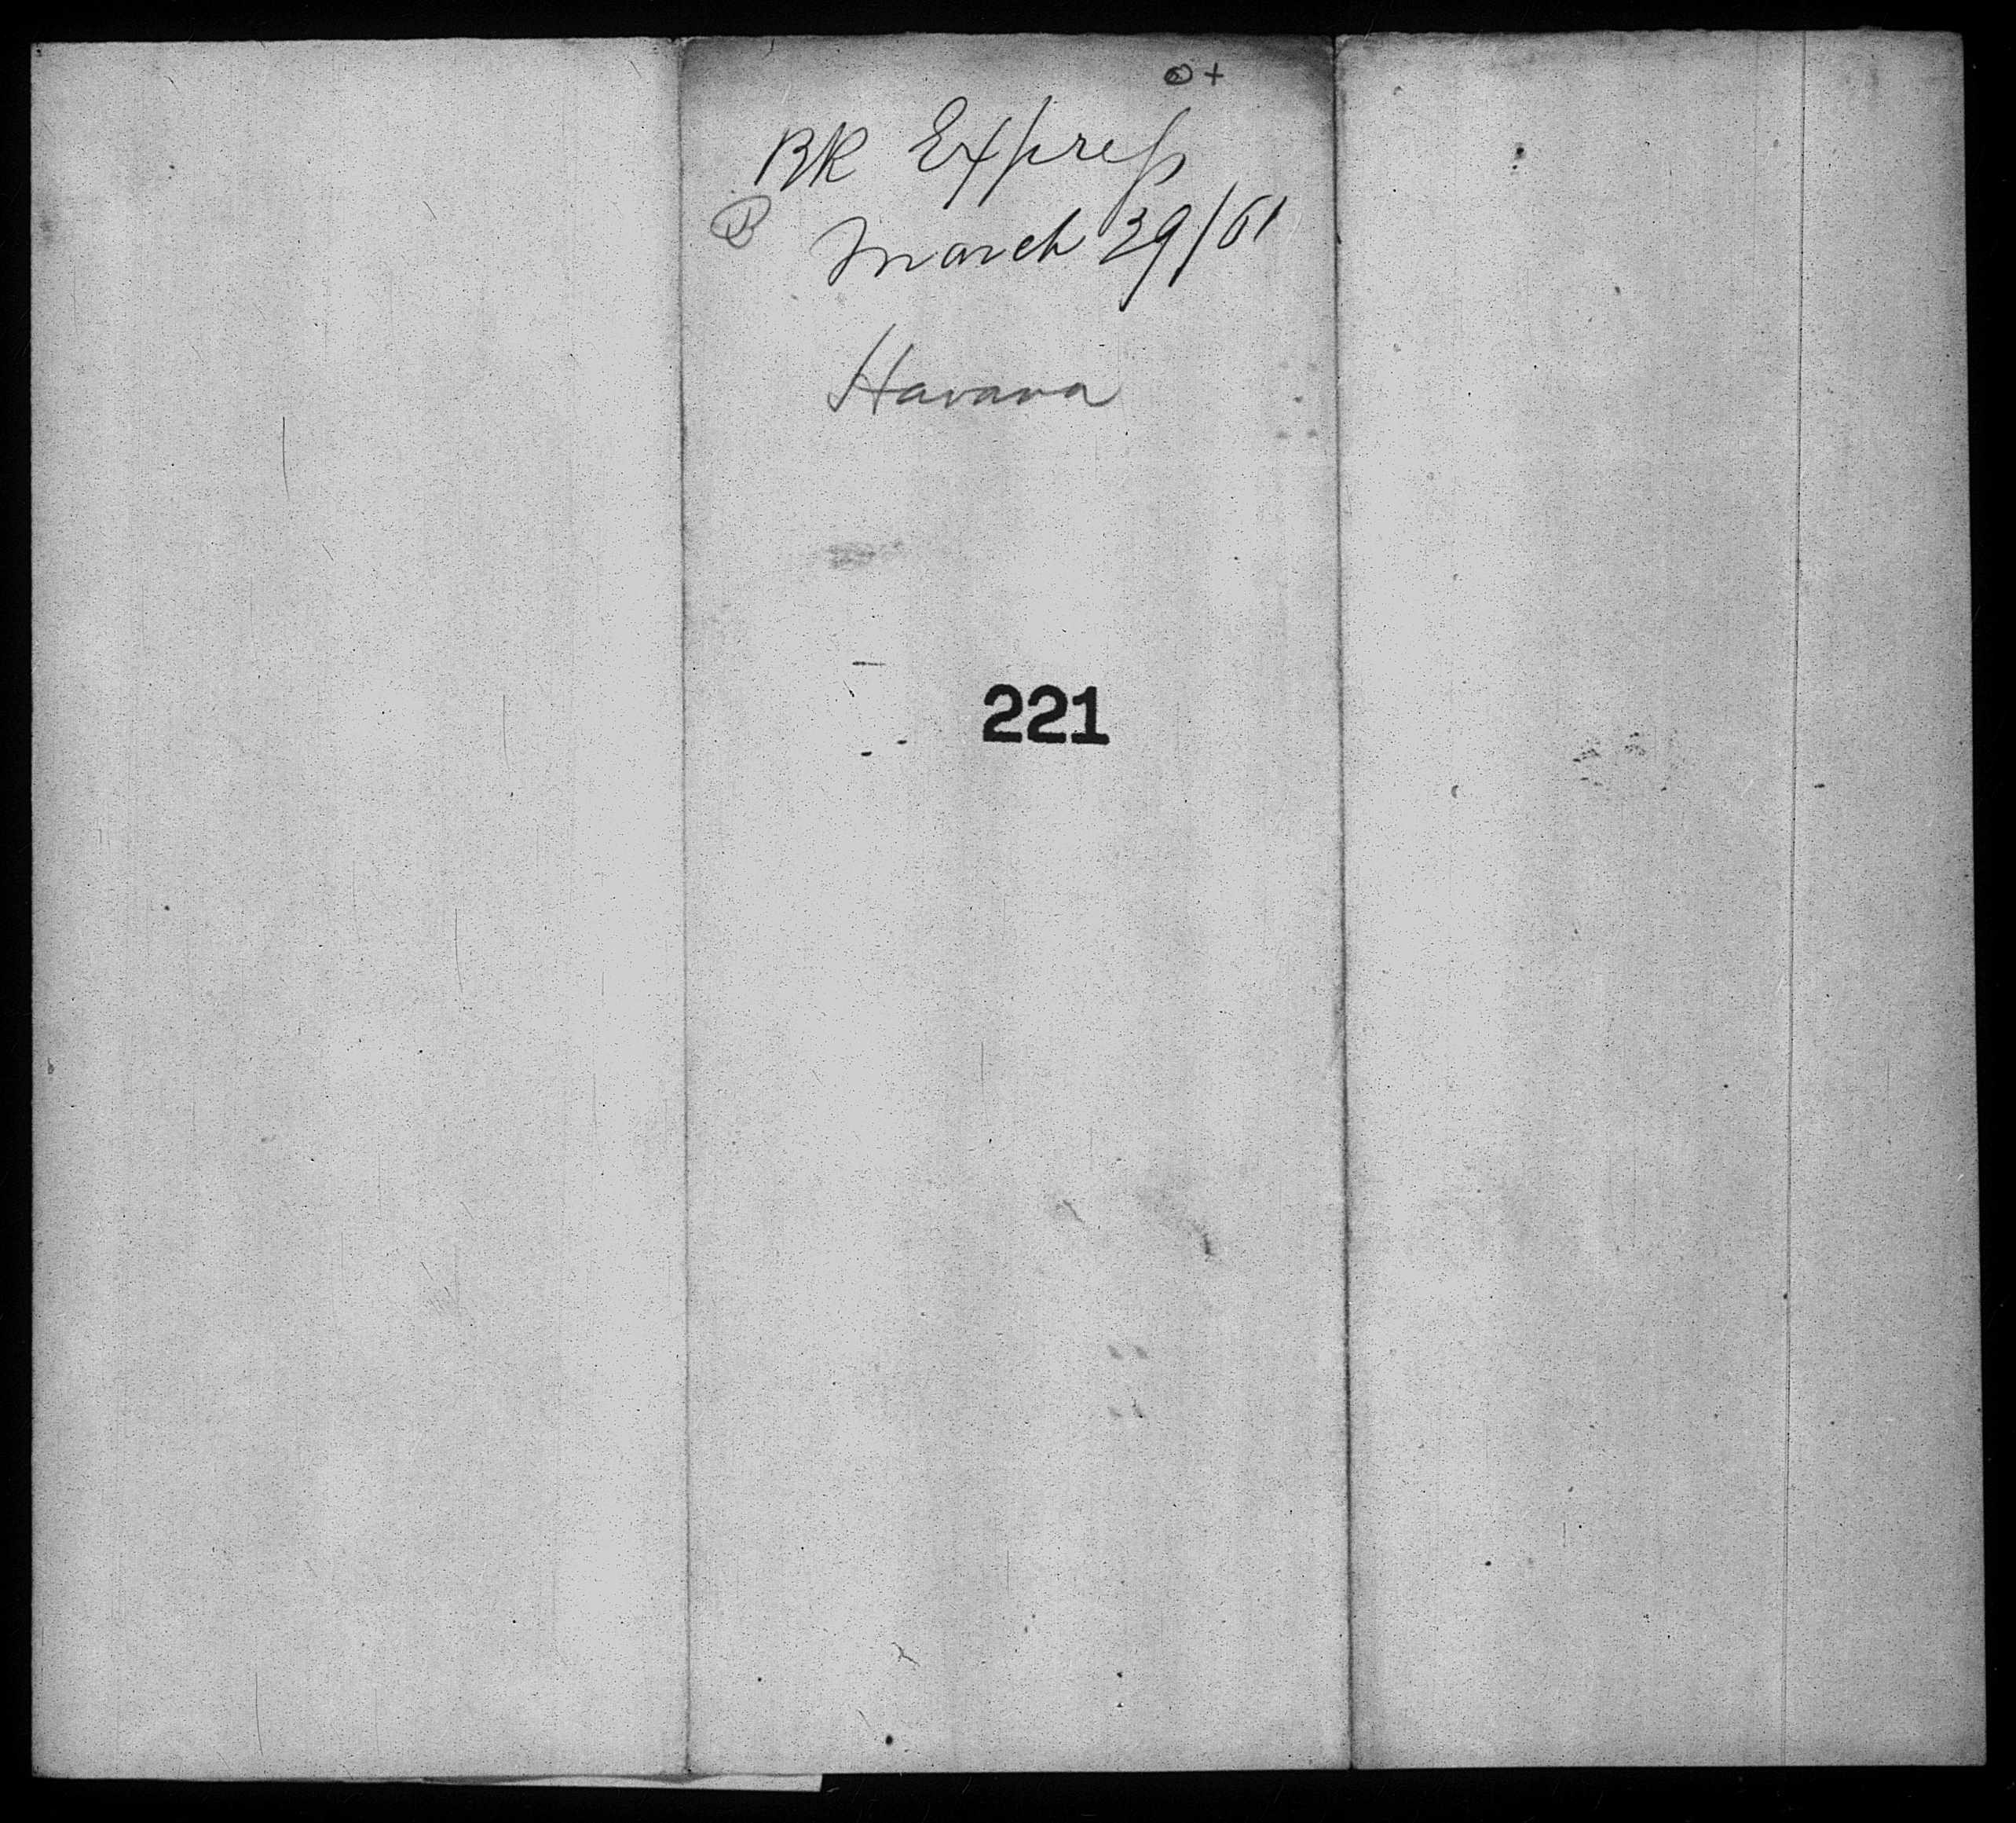 o +
BK Express
B March 29/61
Havana
221